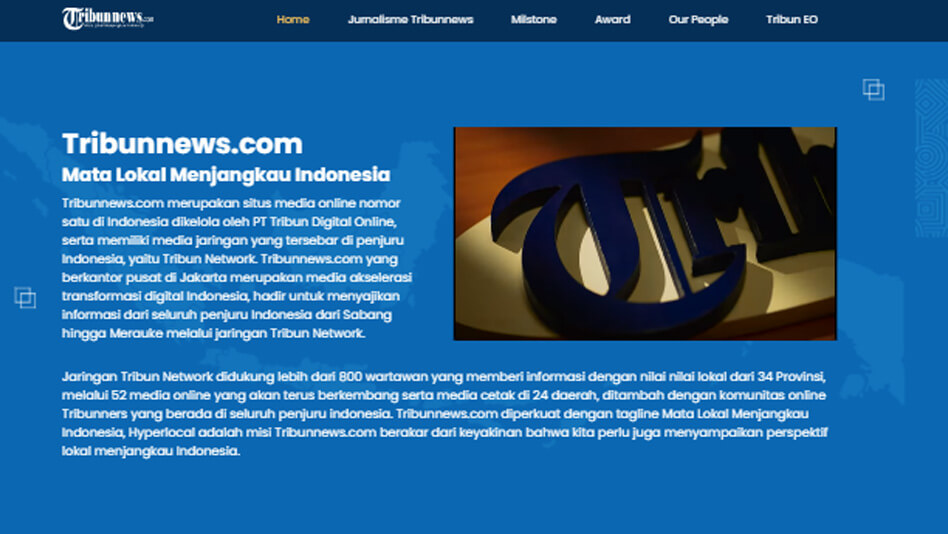 Tribunnews.com
Home Jurnalisme Tribunnews Milstone Award Our People Tribun EO
Tribunnews.com
Mata Lokal Menjangkau Indonesia
Tribunnews.com merupakan situs media online nomor
satu di Indonesia dikelola oleh PT Tribun Digital Online,
serta memiliki media jaringan yang tersebar di penjuru
Indonesia, yaitu Tribun Network. Tribunnews.com yang
berkantor pusat di Jakarta merupakan media akselerasi
transformasi digital Indonesia, hadir untuk menyajikan
informasi dari seluruh penjuru Indonesia dari Sabang
hingga Merauke melalui jaringan Tribun Network.
Trib
Jaringan Tribun Network didukung lebih dari 800 wartawan yang memberi informasi dengan nilai nilai lokal dari 34 Provinsi,
melalui 52 media online yang akan terus berkembang serta media cetak di 24 daerah, ditambah dengan komunitas online
Tribunners yang berada di seluruh penjuru indonesia. Tribunnews.com diperkuat dengan tagline Mata Lokal Menjangkau
Indonesia, Hyperlocal adalah misi Tribunnews.com berakar dari keyakinan bahwa kita perlu juga menyampaikan perspektif
lokal menjangkau Indonesia.